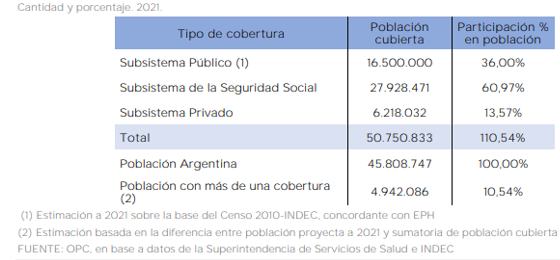 Cantidad y porcentaje. 2021.
Tipo de cobertura Población cubierta Participación % en población
Subsistema Público (1) 16.500.000 36,00%
Subsistema de la Seguridad Social 27.928.471 60,97%
Subsistema Privado 6.218.032 13,57%
Total 50.750.833 110,54%
Población Argentina 45.808.747 100,00%
Población con más de una cobertura (2) 4.942.086 10,54%
(1) Estimación a 2021 sobre la base del Censo 2010-INDEC, concordante con EPH
(2) Estimación basada en la diferencia entre población proyecta a 2021 y sumatoria de población cubierta
FUENTE: OPC, en base a datos de la Superintendencia de Servicios de Salud e INDEC